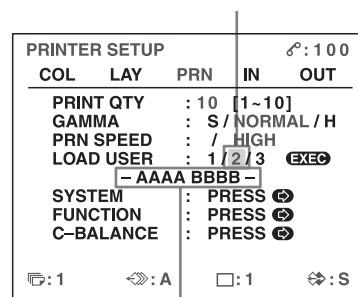 PRINTER SETUP :100
COL LAY PRN IN OUT
PRINT QTY : 10 [1~10]
GAMMA : S / NORMAL / H
PRN SPEED : / HIGH
LOAD USER : 1 / 2 / 3 EXEC
– AAAA BBBB –
SYSTEM : PRESS
FUNCTION : PRESS
C–BALANCE : PRESS
:1 :A :1 :S